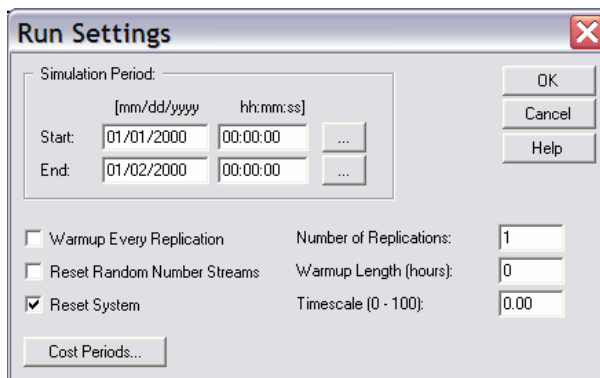 Run Settings
Simulation Period:
[mm/dd/yyyy hh:mm:ss]
Start: 01/01/2000 00:00:00 ...
End: 01/02/2000 00:00:00 ...
OK
Cancel
Help
Warmup Every Replication
Reset Random Number Streams
Reset System
Number of Replications: 1
Warmup Length (hours): 0
Timescale (0 - 100): 0.00
Cost Periods...